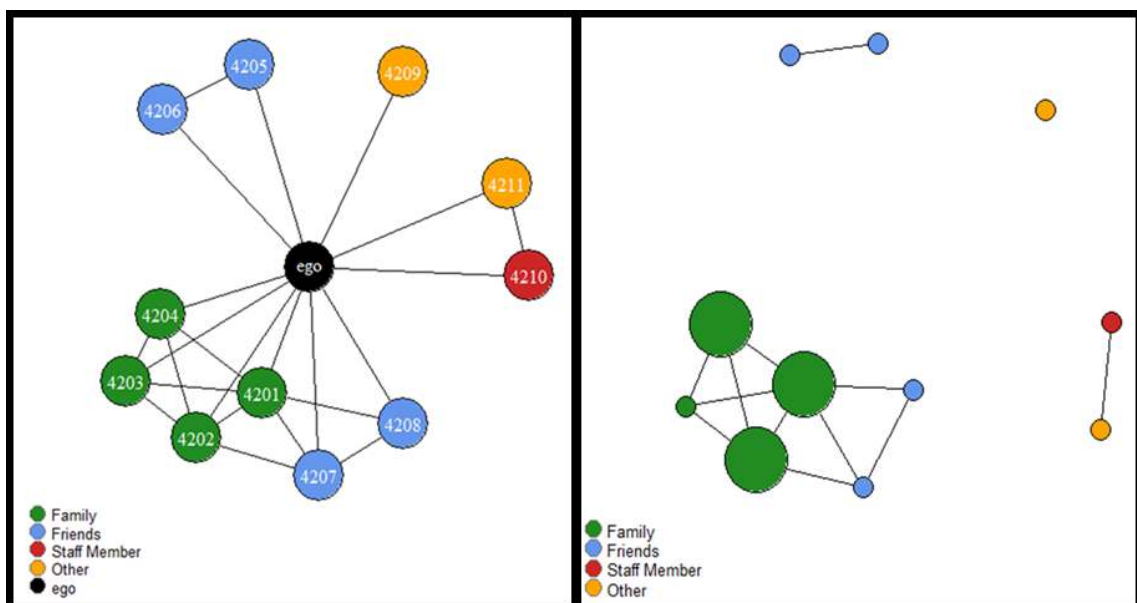 4205
4209
4206
4211
ego
4210
4204
4203
4201
4202
4208
4207
Family
Friends
Staff Member
Other
ego
Family
Friends
Staff Member
Other